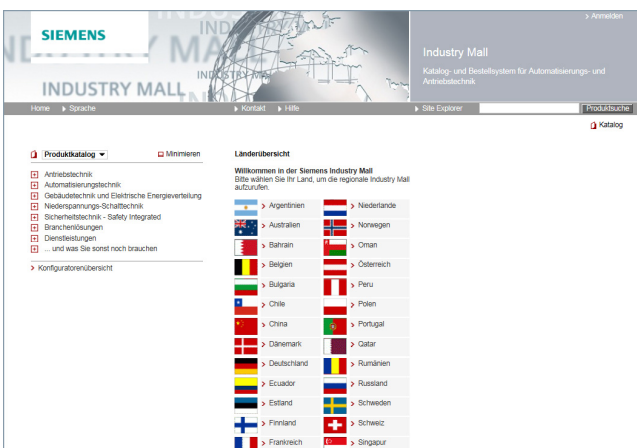 SIEMENS
> Anmelden
Industry Mall
Katalog- und Bestellsystem für Automatisierungs- und
Antriebstechnik
INDUSTRY MALL
Home
Sprache
Kontakt
Hilfe
Site Explorer
Produktsuche
Katalog
Produktkatalog
Minimieren
Antriebstechnik
Automatisierungstechnik
Gebäudetechnik und Elektrische Energieverteilung
Niederspannungs-Schalttechnik
Sicherheitstechnik - Safety Integrated
Branchenlösungen
Dienstleistungen
... und was Sie sonst noch brauchen
> Konfiguratorenübersicht
Länderübersicht
Willkommen in der Siemens Industry Mall
Bitte wählen Sie Ihr Land, um die regionale Industry Mall
aufzurufen.
> Argentinien > Niederlande
> Australien > Norwegen
> Bahrain > Oman
> Belgien > Österreich
> Bulgaria > Peru
> Chile > Polen
> China > Portugal
> Dänemark > Qatar
> Deutschland > Rumänien
> Ecuador > Russland
> Estland > Schweden
> Finnland > Schweiz
> Frankreich > Singapur